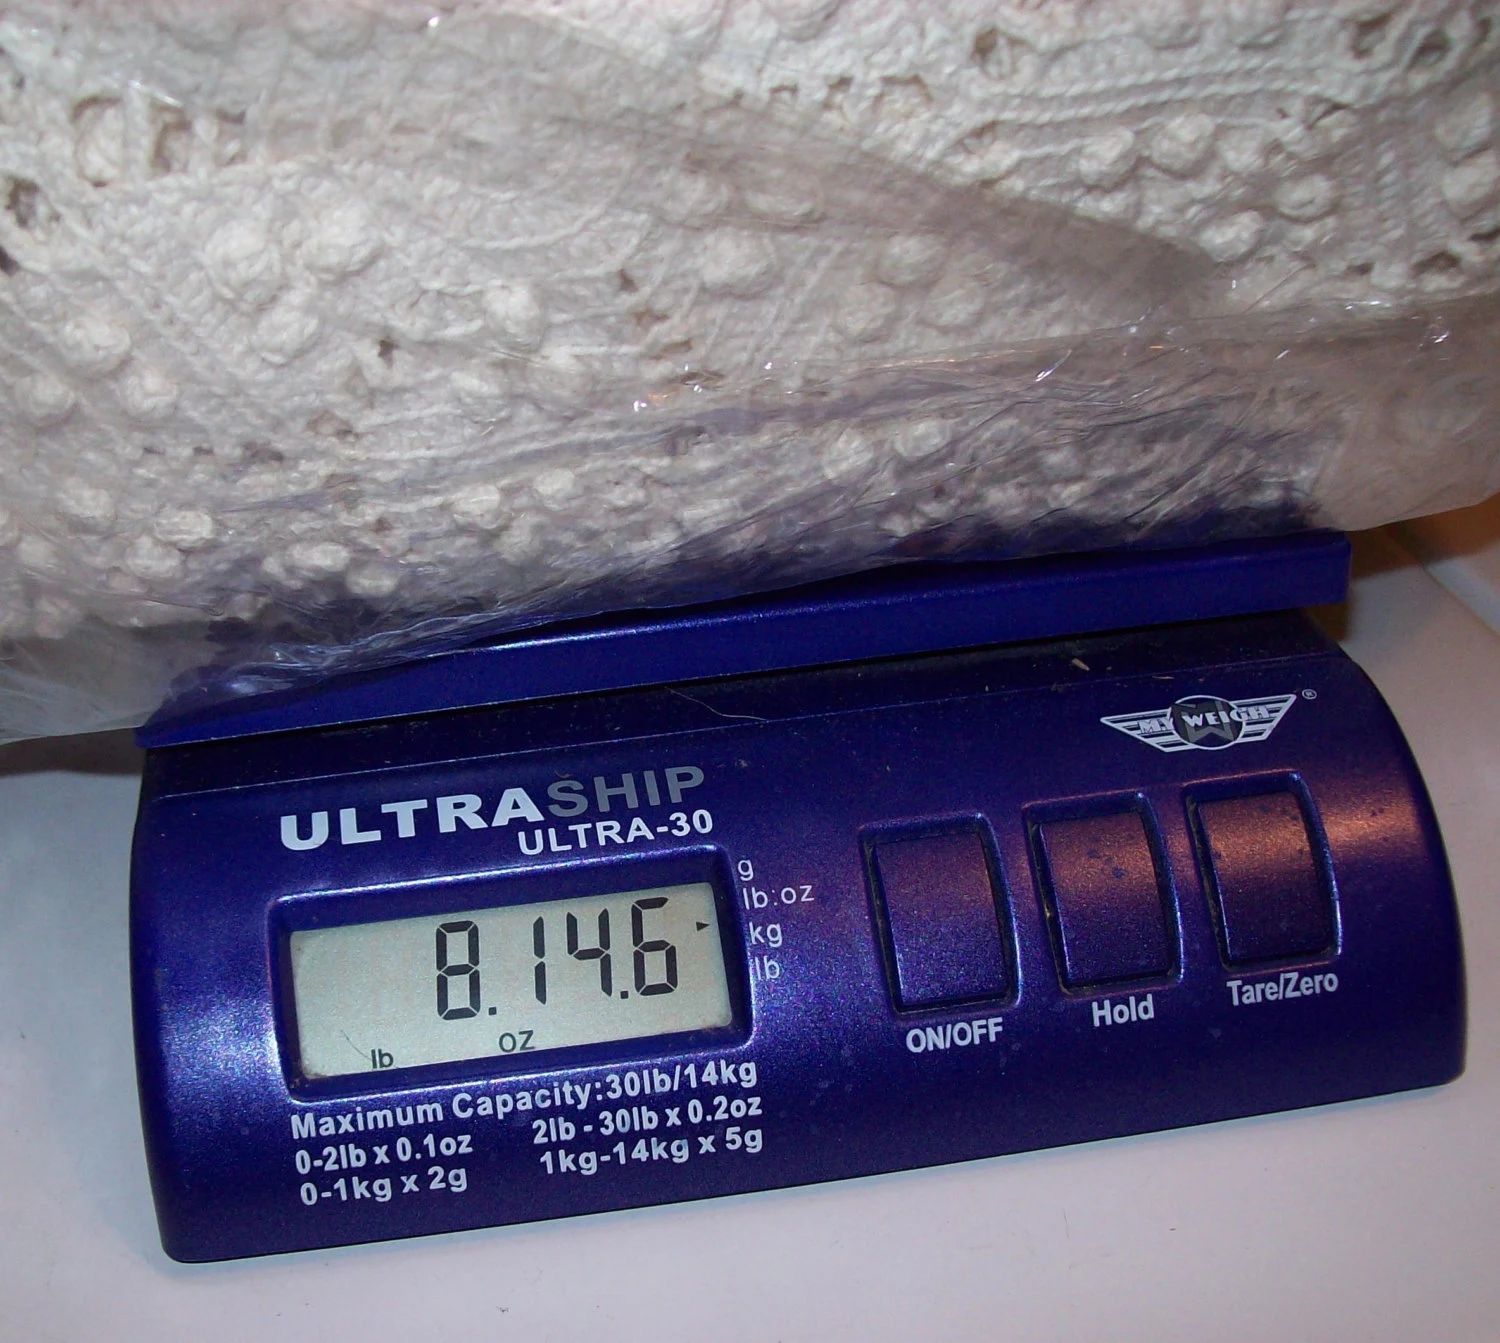 MY WEIGH ®
ULTRASHIP
ULTRA-30
g
lb:oz
kg
lb
8.14.6
lb oz
ON/OFF
Hold
Tare/Zero
Maximum Capacity:30lb/14kg
0-2lb x 0.1oz 2lb - 30lb x 0.2oz
0-1kg x 2g 1kg-14kg x 5g